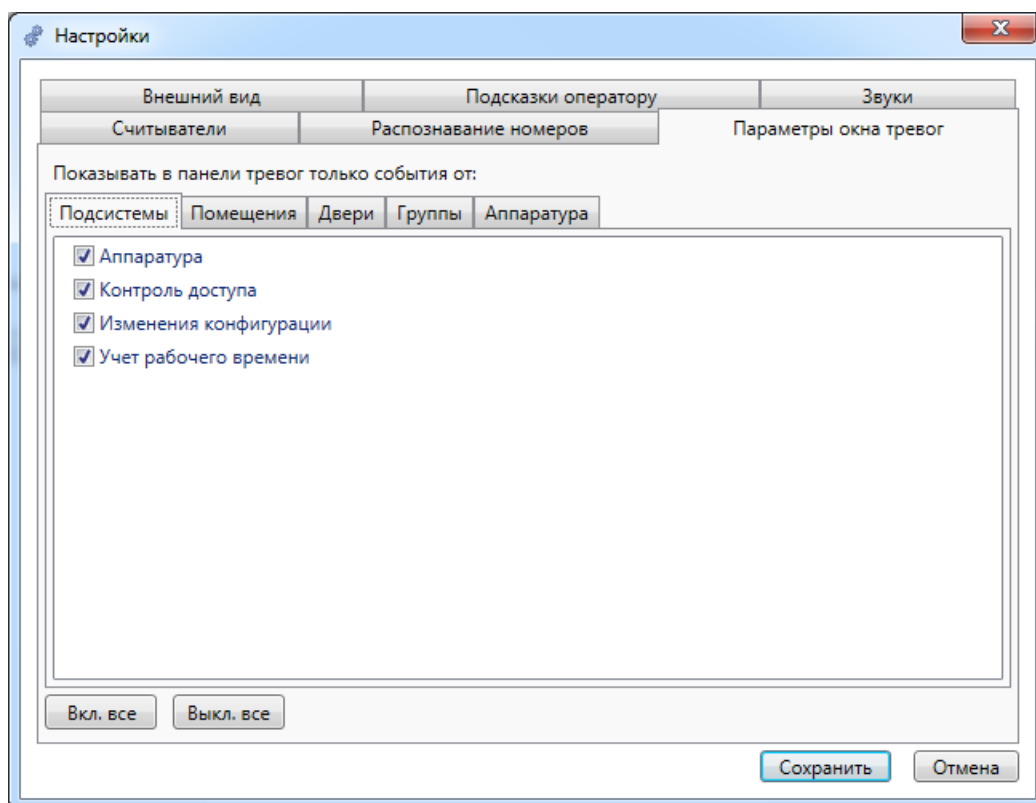 Настройки
Внешний вид Подсказки оператору Звуки
Считыватели Распознавание номеров Параметры окна тревог
Показывать в панели тревог только события от:
Подсистемы Помещения Двери Группы Аппаратура
Аппаратура
Контроль доступа
Изменения конфигурации
Учет рабочего времени
Вкл. все Выкл. все
Сохранить Отмена